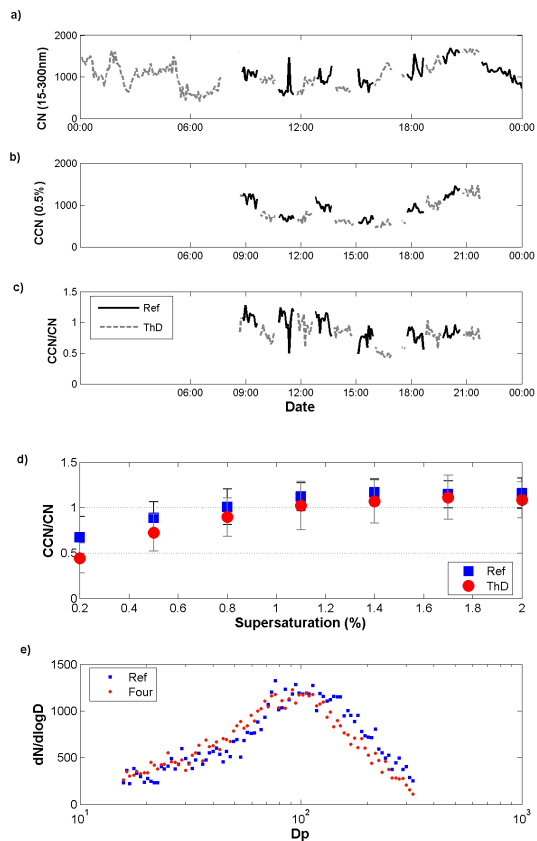 a)
CN (15-300nm)
2000
1000
0
00:00 06:00 12:00 18:00 00:00
b)
CCN (0.5%)
2000
1000
0
06:00 09:00 12:00 15:00 18:00 21:00 00:00
c)
CCN/CN
1.5
1
0.5
0
Ref
ThD
06:00 09:00 12:00 15:00 18:00 21:00 00:00
Date
d)
CCN/CN
1.5
1
0.5
0
Ref
ThD
0.2 0.4 0.6 0.8 1 1.2 1.4 1.6 1.8 2
Supersaturation (%)
e)
dN/dlogD
1500
1000
500
0
Ref
Four
10¹ 10² 10³
Dp